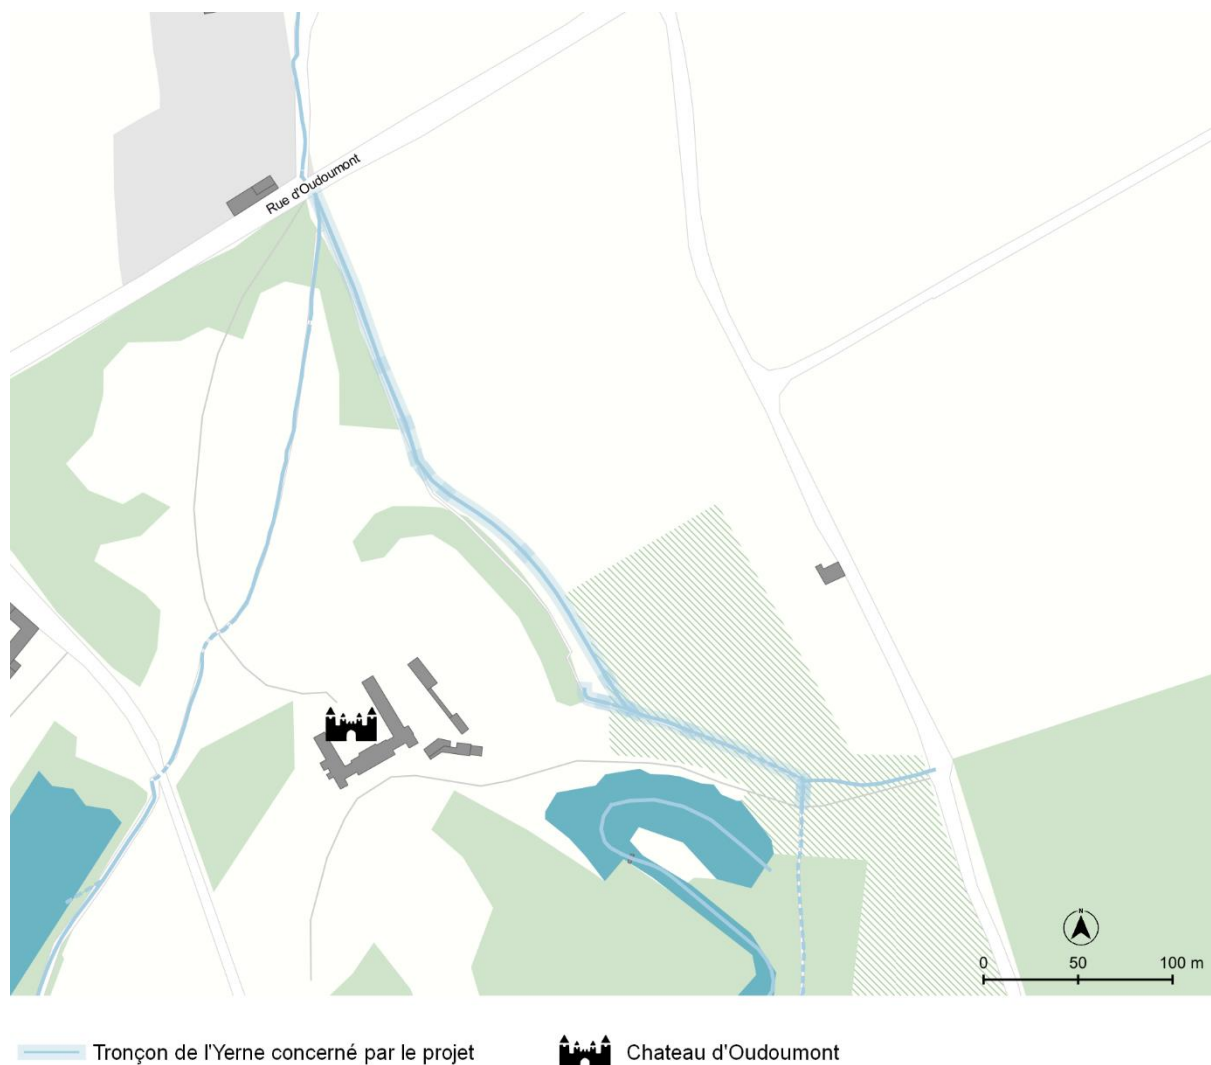 Rue d'Oudoumont
N
0 50 100 m
Tronçon de l'Yerne concerné par le projet
Chateau d'Oudoumont